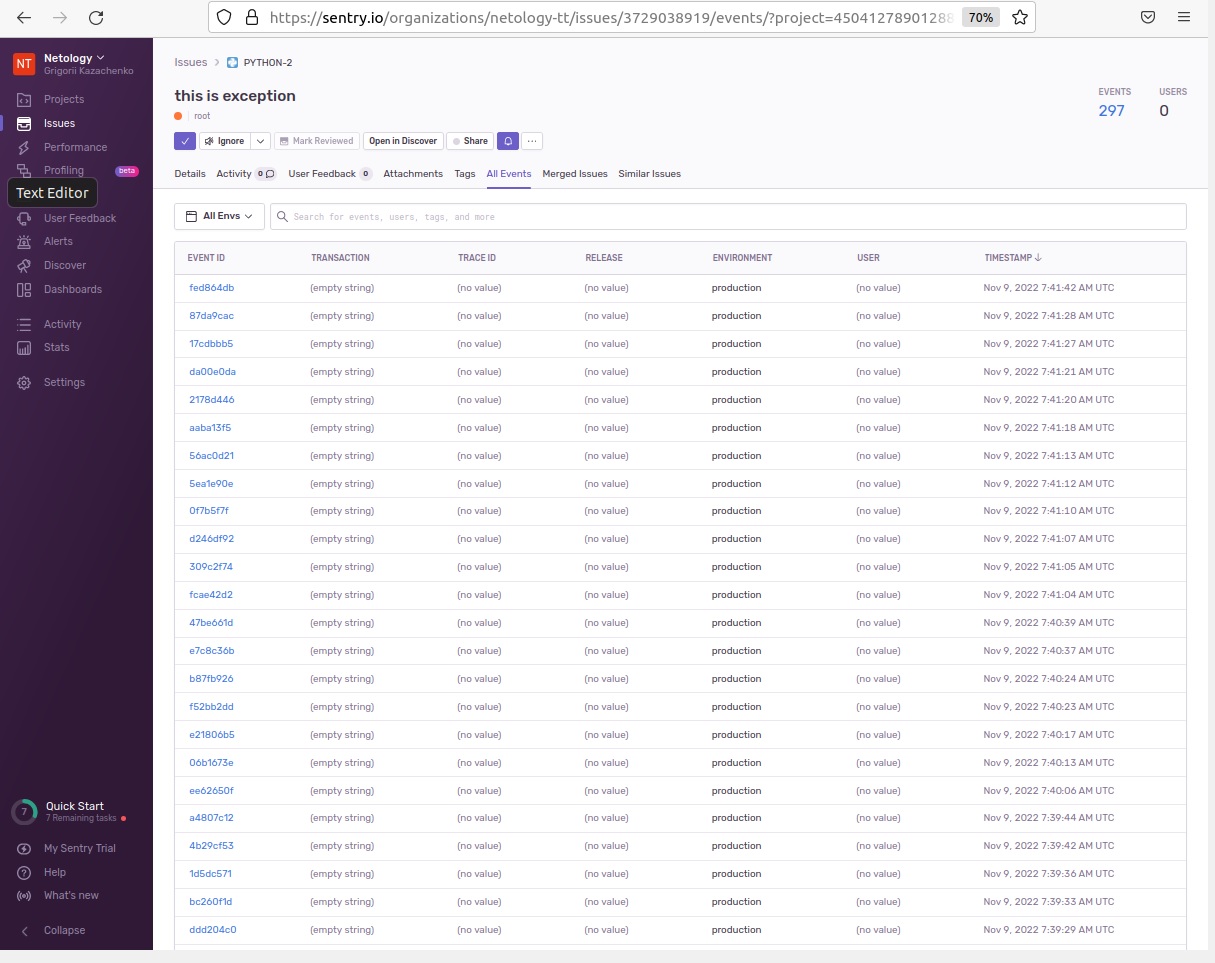 https://sentry.io/organizations/netology-tt/issues/3729038919/events/?project=45041278901288 70%
NT Netology
Grigorii Kazachenko
Projects
Issues
Performance
Profiling beta
Text Editor
User Feedback
Alerts
Discover
Dashboards
Activity
Stats
Settings
7 Quick Start
7 Remaining tasks
My Sentry Trial
Help
What's new
Collapse
Issues > PYTHON-2
this is exception
root
EVENTS USERS
297 0
Ignore Mark Reviewed Open in Discover Share ...
Details Activity 0 User Feedback 0 Attachments Tags All Events Merged Issues Similar Issues
All Envs Search for events, users, tags, and more
EVENT ID TRANSACTION TRACE ID RELEASE ENVIRONMENT USER TIMESTAMP ↓
fed864db (empty string) (no value) (no value) production (no value) Nov 9, 2022 7:41:42 AM UTC
87da9cac (empty string) (no value) (no value) production (no value) Nov 9, 2022 7:41:28 AM UTC
17cdbbb5 (empty string) (no value) (no value) production (no value) Nov 9, 2022 7:41:27 AM UTC
da00e0da (empty string) (no value) (no value) production (no value) Nov 9, 2022 7:41:21 AM UTC
2178d446 (empty string) (no value) (no value) production (no value) Nov 9, 2022 7:41:20 AM UTC
aaba13f5 (empty string) (no value) (no value) production (no value) Nov 9, 2022 7:41:18 AM UTC
56ac0d21 (empty string) (no value) (no value) production (no value) Nov 9, 2022 7:41:13 AM UTC
5ea1e90e (empty string) (no value) (no value) production (no value) Nov 9, 2022 7:41:12 AM UTC
0f7b5f7f (empty string) (no value) (no value) production (no value) Nov 9, 2022 7:41:10 AM UTC
d246df92 (empty string) (no value) (no value) production (no value) Nov 9, 2022 7:41:07 AM UTC
309c2f74 (empty string) (no value) (no value) production (no value) Nov 9, 2022 7:41:05 AM UTC
fcae42d2 (empty string) (no value) (no value) production (no value) Nov 9, 2022 7:41:04 AM UTC
47be661d (empty string) (no value) (no value) production (no value) Nov 9, 2022 7:40:39 AM UTC
e7c8c36b (empty string) (no value) (no value) production (no value) Nov 9, 2022 7:40:37 AM UTC
b87fb926 (empty string) (no value) (no value) production (no value) Nov 9, 2022 7:40:24 AM UTC
f52bb2dd (empty string) (no value) (no value) production (no value) Nov 9, 2022 7:40:23 AM UTC
e21806b5 (empty string) (no value) (no value) production (no value) Nov 9, 2022 7:40:17 AM UTC
06b1673e (empty string) (no value) (no value) production (no value) Nov 9, 2022 7:40:13 AM UTC
ee62650f (empty string) (no value) (no value) production (no value) Nov 9, 2022 7:40:06 AM UTC
a4807c12 (empty string) (no value) (no value) production (no value) Nov 9, 2022 7:39:44 AM UTC
4b29cf53 (empty string) (no value) (no value) production (no value) Nov 9, 2022 7:39:42 AM UTC
1d5dc571 (empty string) (no value) (no value) production (no value) Nov 9, 2022 7:39:36 AM UTC
bc260f1d (empty string) (no value) (no value) production (no value) Nov 9, 2022 7:39:33 AM UTC
ddd204c0 (empty string) (no value) (no value) production (no value) Nov 9, 2022 7:39:29 AM UTC